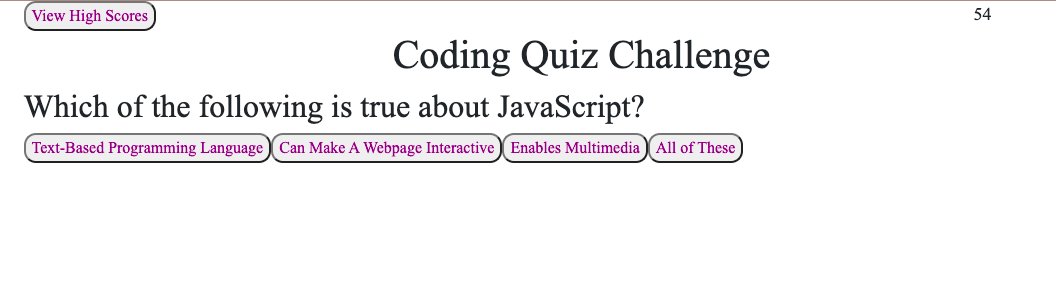 View High Scores 54
Coding Quiz Challenge
Which of the following is true about JavaScript?
Text-Based Programming Language Can Make A Webpage Interactive Enables Multimedia All of These